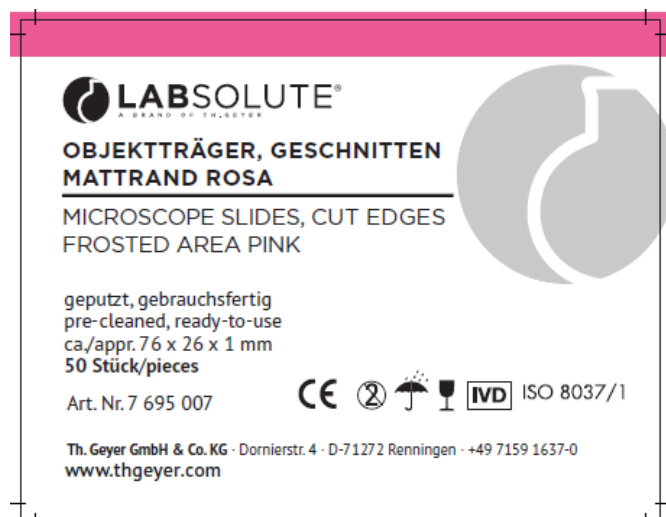 LABSOLUTE®
A BRAND OF TH.GEYER
OBJEKTTRÄGER, GESCHNITTEN
MATTRAND ROSA
MICROSCOPE SLIDES, CUT EDGES
FROSTED AREA PINK
geputzt, gebrauchsfertig
pre-cleaned, ready-to-use
ca./appr. 76 x 26 x 1 mm
50 Stück/pieces
Art. Nr. 7 695 007
CE 2 IVD ISO 8037/1
Th. Geyer GmbH & Co. KG · Dornierstr. 4 · D-71272 Renningen · +49 7159 1637-0
www.thgeyer.com